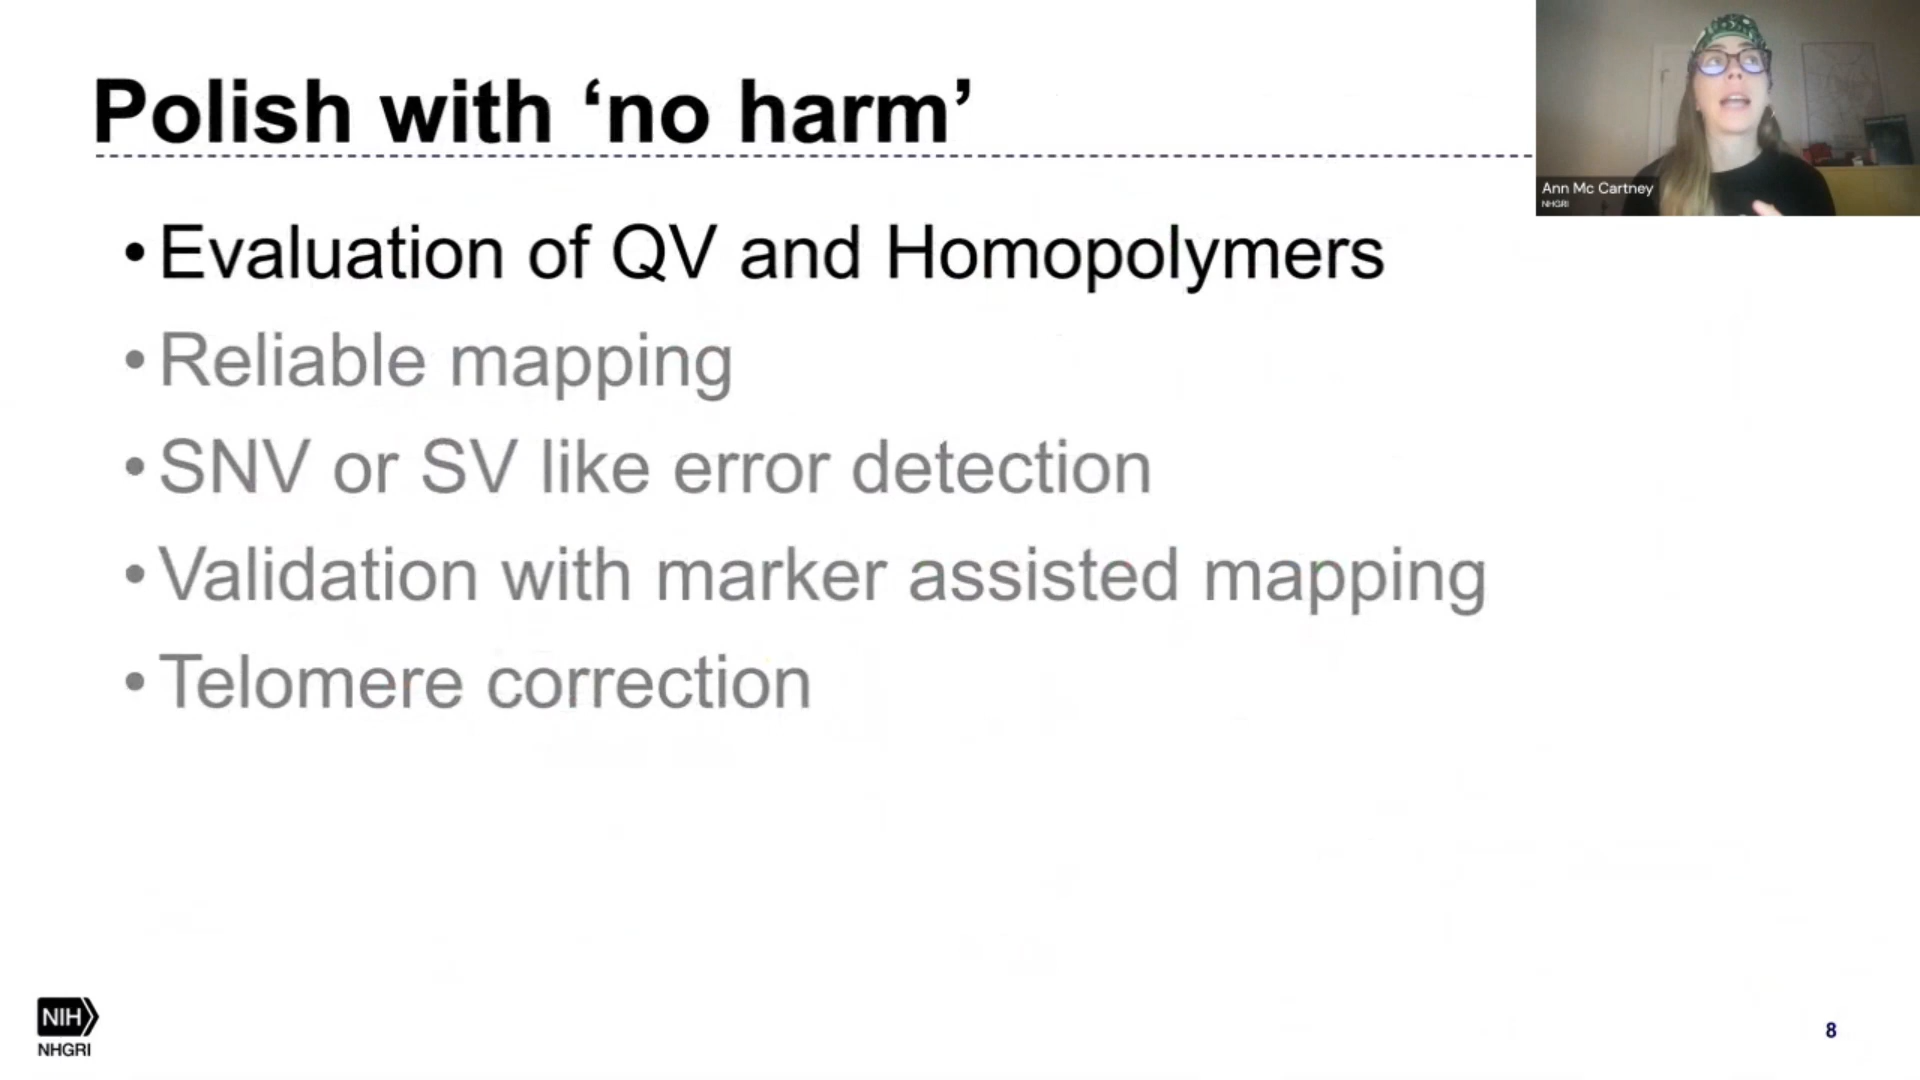 Polish with ‘no harm’
Ann Mc Cartney
NHGRI
• Evaluation of QV and Homopolymers
• Reliable mapping
• SNV or SV like error detection
• Validation with marker assisted mapping
• Telomere correction
NIH
NHGRI
8